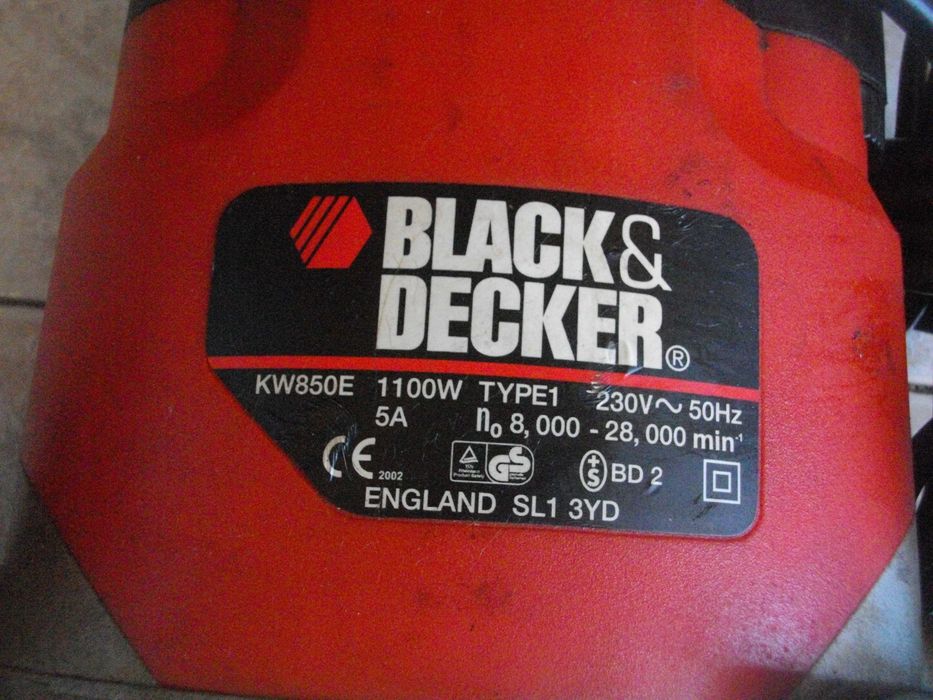 BLACK&
DECKER®
KW850E 1100W TYPE1 230V~ 50Hz
5A n₀ 8,000 - 28,000 min⁻¹
CE 2002 GS BD 2
ENGLAND SL1 3YD